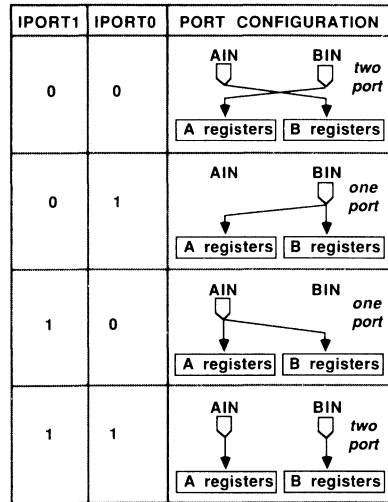 IPORT1 IPORT0 PORT CONFIGURATION
0 0 AIN BIN two port
A registers B registers
0 1 AIN BIN one port
A registers B registers
1 0 AIN BIN one port
A registers B registers
1 1 AIN BIN two port
A registers B registers